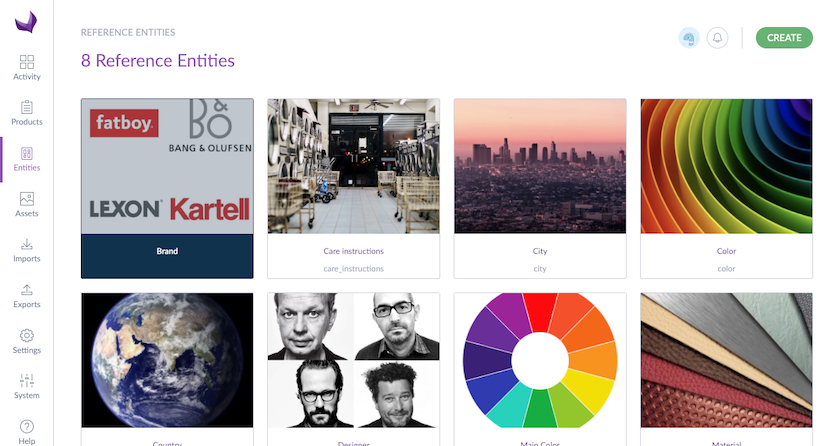 REFERENCE ENTITIES
8 Reference Entities
CREATE
Activity
Products
Entities
Assets
Imports
Exports
Settings
System
Help
fatboy.
B&
BO
BANG & OLUFSEN
LEXON
Kartell
Brand
Care instructions
care_instructions
City
city
Color
color
Country
Designer
Main Color
Material